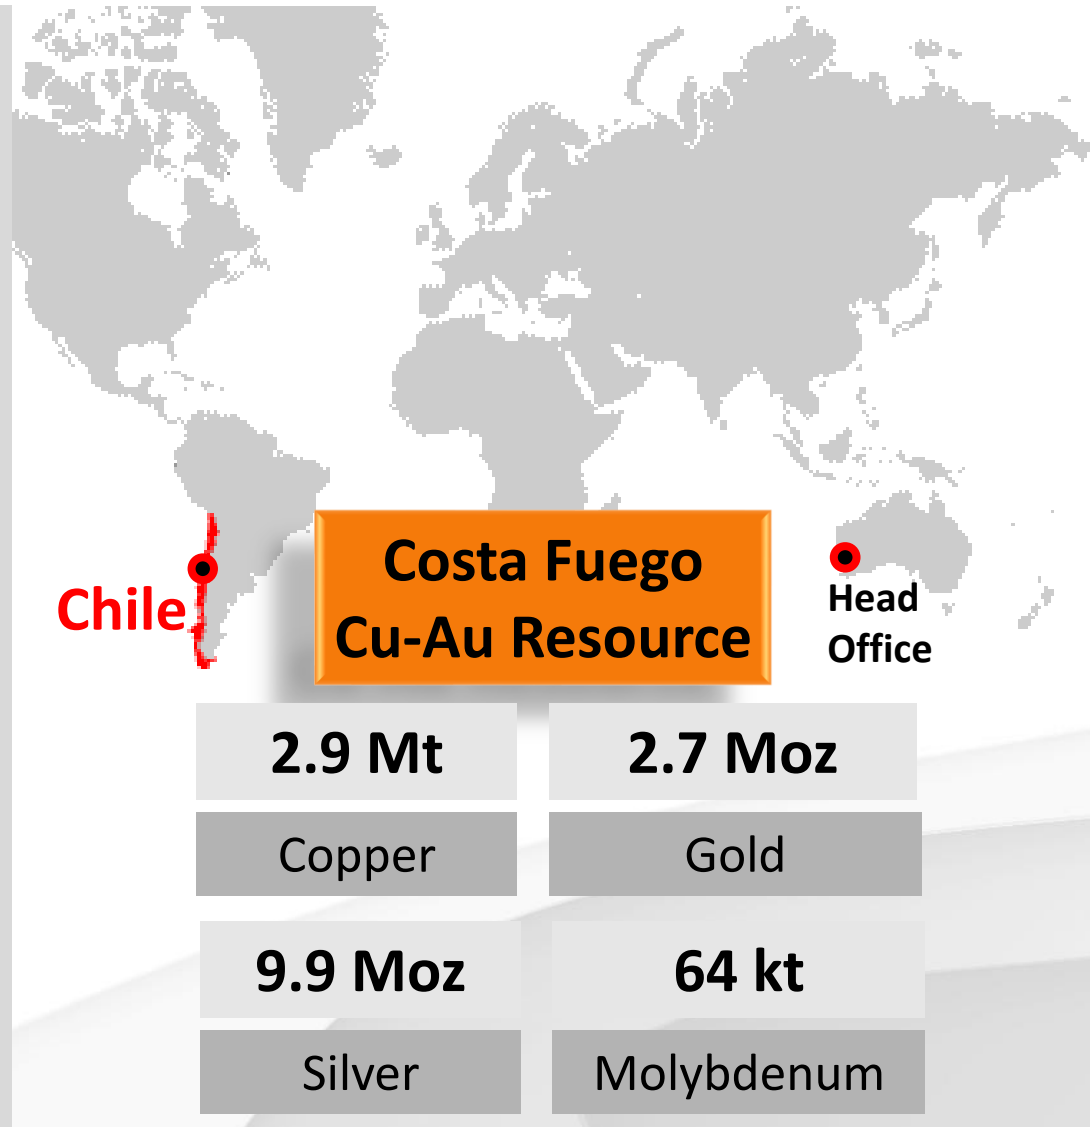 Costa Fuego
Cu-Au Resource
Chile
Head
Office
2.9 Mt
2.7 Moz
Copper
Gold
9.9 Moz
64 kt
Silver
Molybdenum